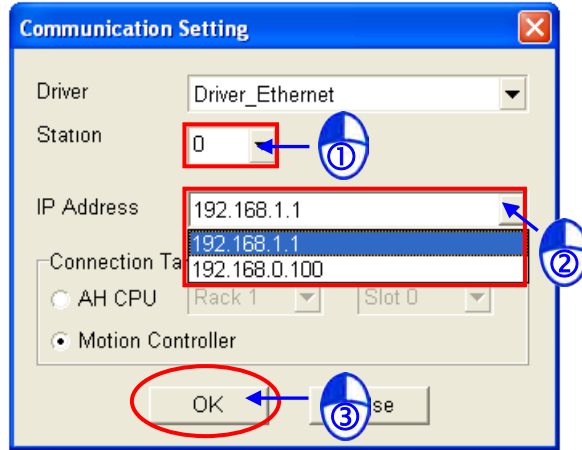 Communication Setting
Driver Driver_Ethernet
Station 0
①
IP Address 192.168.1.1
192.168.1.1
②
Connection Ta 192.168.0.100
AH CPU Rack 1 Slot 0
Motion Controller
OK ③ se